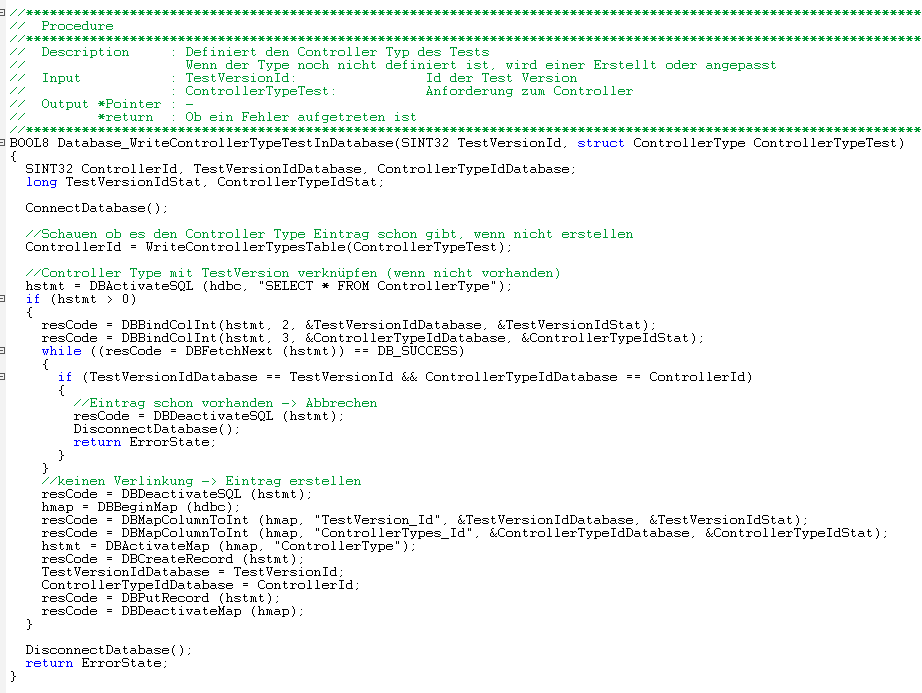 //******************************************************************************************************************
//  Procedure
//******************************************************************************************************************
//  Description     : Definiert den Controller Typ des Tests
//                    Wenn der Type noch nicht definiert ist, wird einer Erstellt oder angepasst
//  Input           : TestVersionId:                Id der Test Version
//                  : ControllerTypeTest:           Anforderung zum Controller
//  Output *Pointer : -
//         *return  : Ob ein Fehler aufgetreten ist
//******************************************************************************************************************
BOOL8 Database_WriteControllerTypeTestInDatabase(SINT32 TestVersionId, struct ControllerType ControllerTypeTest)
{
  SINT32 ControllerId, TestVersionIdDatabase, ControllerTypeIdDatabase;
  long TestVersionIdStat, ControllerTypeIdStat;

  ConnectDatabase();

  //Schauen ob es den Controller Type Eintrag schon gibt, wenn nicht erstellen
  ControllerId = WriteControllerTypesTable(ControllerTypeTest);

  //Controller Type mit TestVersion verknüpfen (wenn nicht vorhanden)
  hstmt = DBActivateSQL (hdbc, "SELECT * FROM ControllerType");
  if (hstmt > 0)
  {
    resCode = DBBindColInt(hstmt, 2, &TestVersionIdDatabase, &TestVersionIdStat);
    resCode = DBBindColInt(hstmt, 3, &ControllerTypeIdDatabase, &ControllerTypeIdStat);
    while ((resCode = DBFetchNext (hstmt)) == DB_SUCCESS)
    {
      if (TestVersionIdDatabase == TestVersionId && ControllerTypeIdDatabase == ControllerId)
      {
        //Eintrag schon vorhanden -> Abbrechen
        resCode = DBDeactivateSQL (hstmt);
        DisconnectDatabase();
        return ErrorState;
      }
    }
    //keinen Verlinkung -> Eintrag erstellen
    resCode = DBDeactivateSQL (hstmt);
    hmap = DBBeginMap (hdbc);
    resCode = DBMapColumnToInt (hmap, "TestVersion_Id", &TestVersionIdDatabase, &TestVersionIdStat);
    resCode = DBMapColumnToInt (hmap, "ControllerTypes_Id", &ControllerTypeIdDatabase, &ControllerTypeIdStat);
    hstmt = DBActivateMap (hmap, "ControllerType");
    resCode = DBCreateRecord (hstmt);
    TestVersionIdDatabase = TestVersionId;
    ControllerTypeIdDatabase = ControllerId;
    resCode = DBPutRecord (hstmt);
    resCode = DBDeactivateMap (hmap);
  }

  DisconnectDatabase();
  return ErrorState;
}